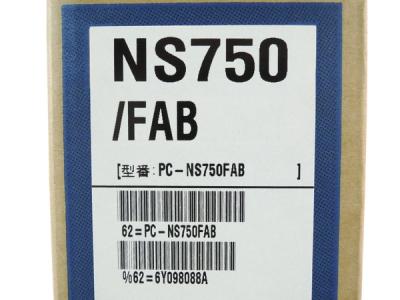 NS750
/FAB
[型番:PC-NS750FAB ]
62=PC-NS750FAB
%62=6Y098088A